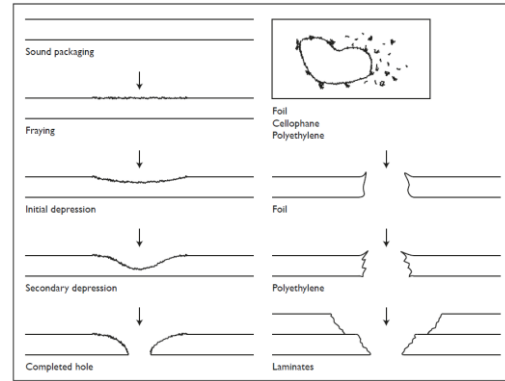 Sound packaging
Fraying
Initial depression
Secondary depression
Completed hole
Foil
Cellophane
Polyethylene
Foil
Polyethylene
Laminates